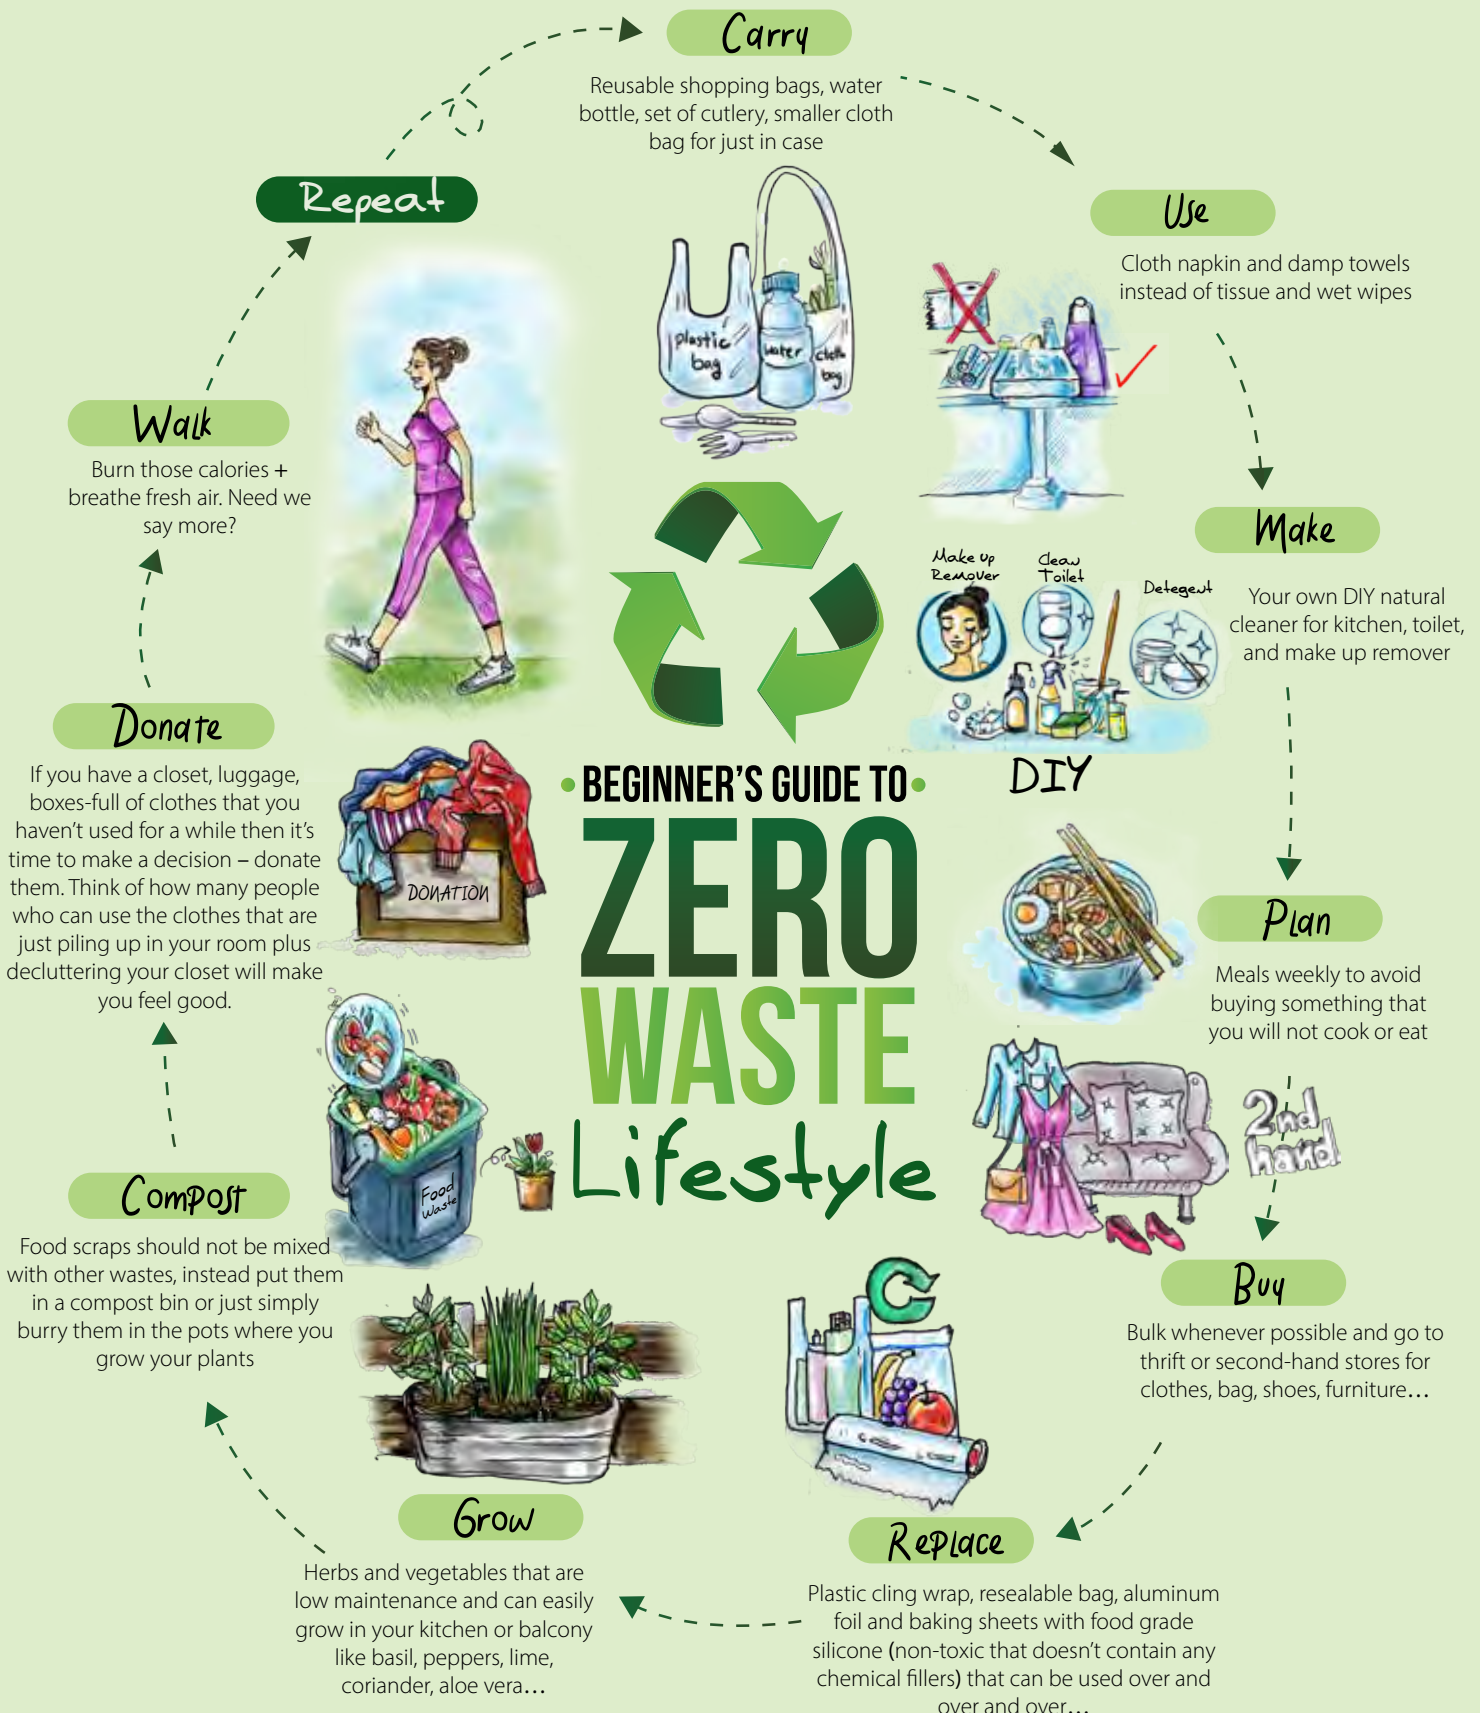 Carry
Reusable shopping bags, water
bottle, set of cutlery, smaller cloth
bag for just in case
plastic
bag
water
cloth
bag
Use
Cloth napkin and damp towels
instead of tissue and wet wipes
Make
Your own DIY natural
cleaner for kitchen, toilet,
and make up remover
Make up
Remover
Clean
Toilet
Detegent
DIY
Plan
Meals weekly to avoid
buying something that
you will not cook or eat
2nd
hand
Buy
Bulk whenever possible and go to
thrift or second-hand stores for
clothes, bag, shoes, furniture…
Replace
Plastic cling wrap, resealable bag, aluminum
foil and baking sheets with food grade
silicone (non-toxic that doesn't contain any
chemical fillers) that can be used over and
over and over…
Grow
Herbs and vegetables that are
low maintenance and can easily
grow in your kitchen or balcony
like basil, peppers, lime,
coriander, aloe vera…
Compost
Food scraps should not be mixed
with other wastes, instead put them
in a compost bin or just simply
burry them in the pots where you
grow your plants
Food
Waste
Donate
If you have a closet, luggage,
boxes-full of clothes that you
haven't used for a while then it's
time to make a decision – donate
them. Think of how many people
who can use the clothes that are
just piling up in your room plus
decluttering your closet will make
you feel good.
DONATION
Walk
Burn those calories +
breathe fresh air. Need we
say more?
Repeat
BEGINNER'S GUIDE TO
ZERO
WASTE
Lifestyle